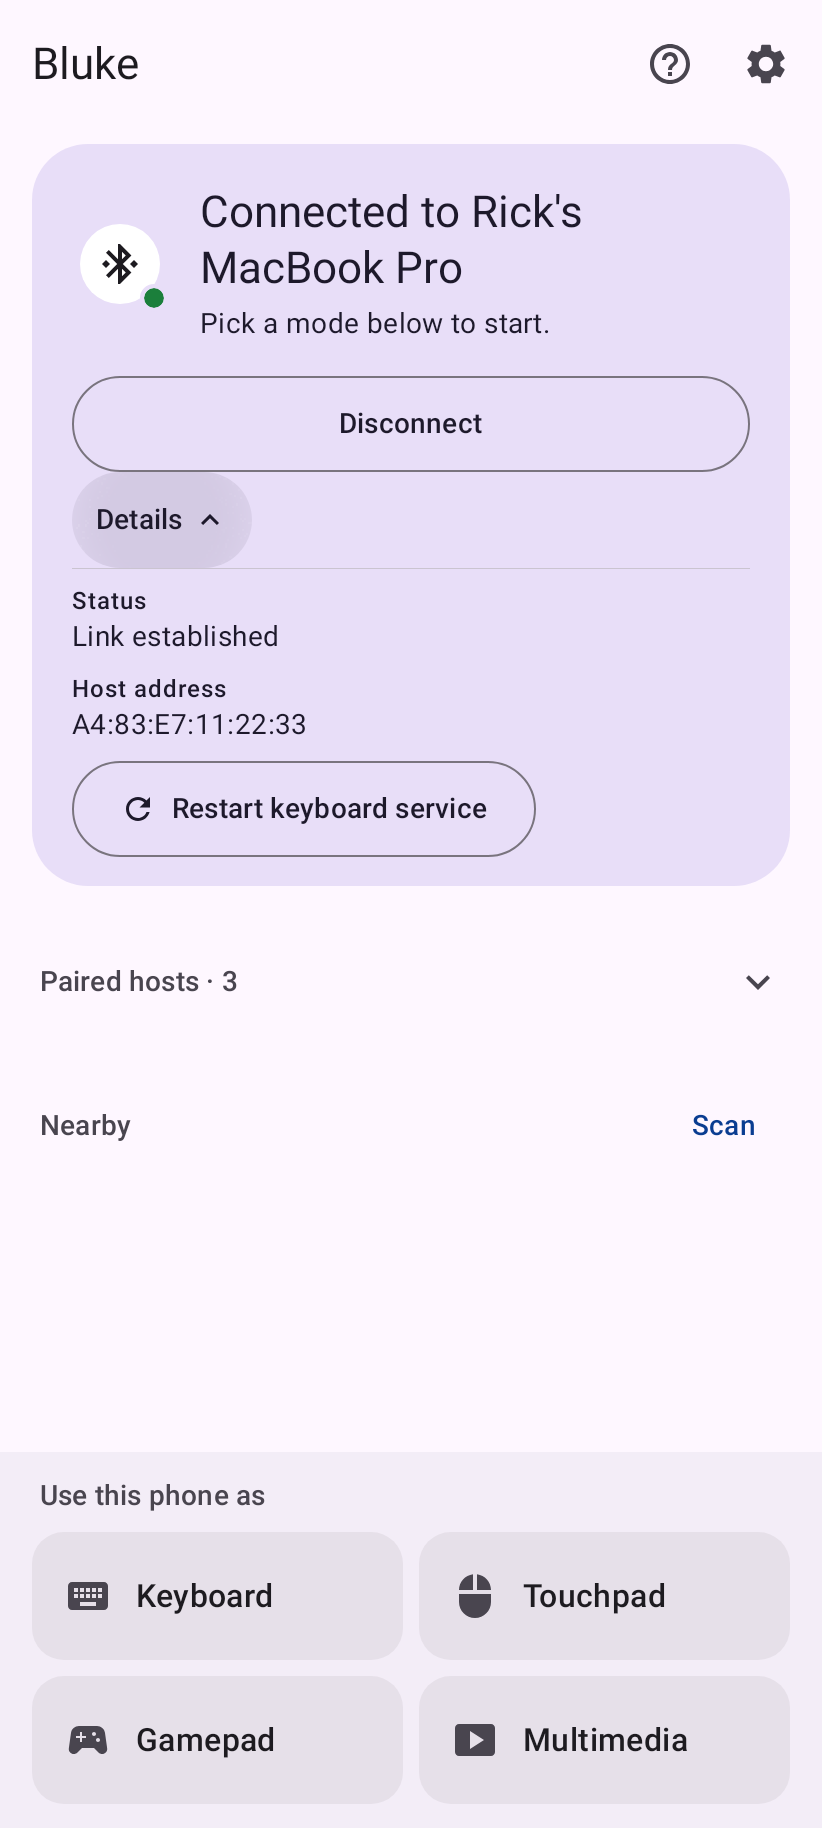 Bluke
Connected to Rick's
MacBook Pro
Pick a mode below to start.
Disconnect
Details
Status
Link established
Host address
A4:83:E7:11:22:33
Restart keyboard service
Paired hosts · 3
Nearby
Scan
Use this phone as
Keyboard
Touchpad
Gamepad
Multimedia